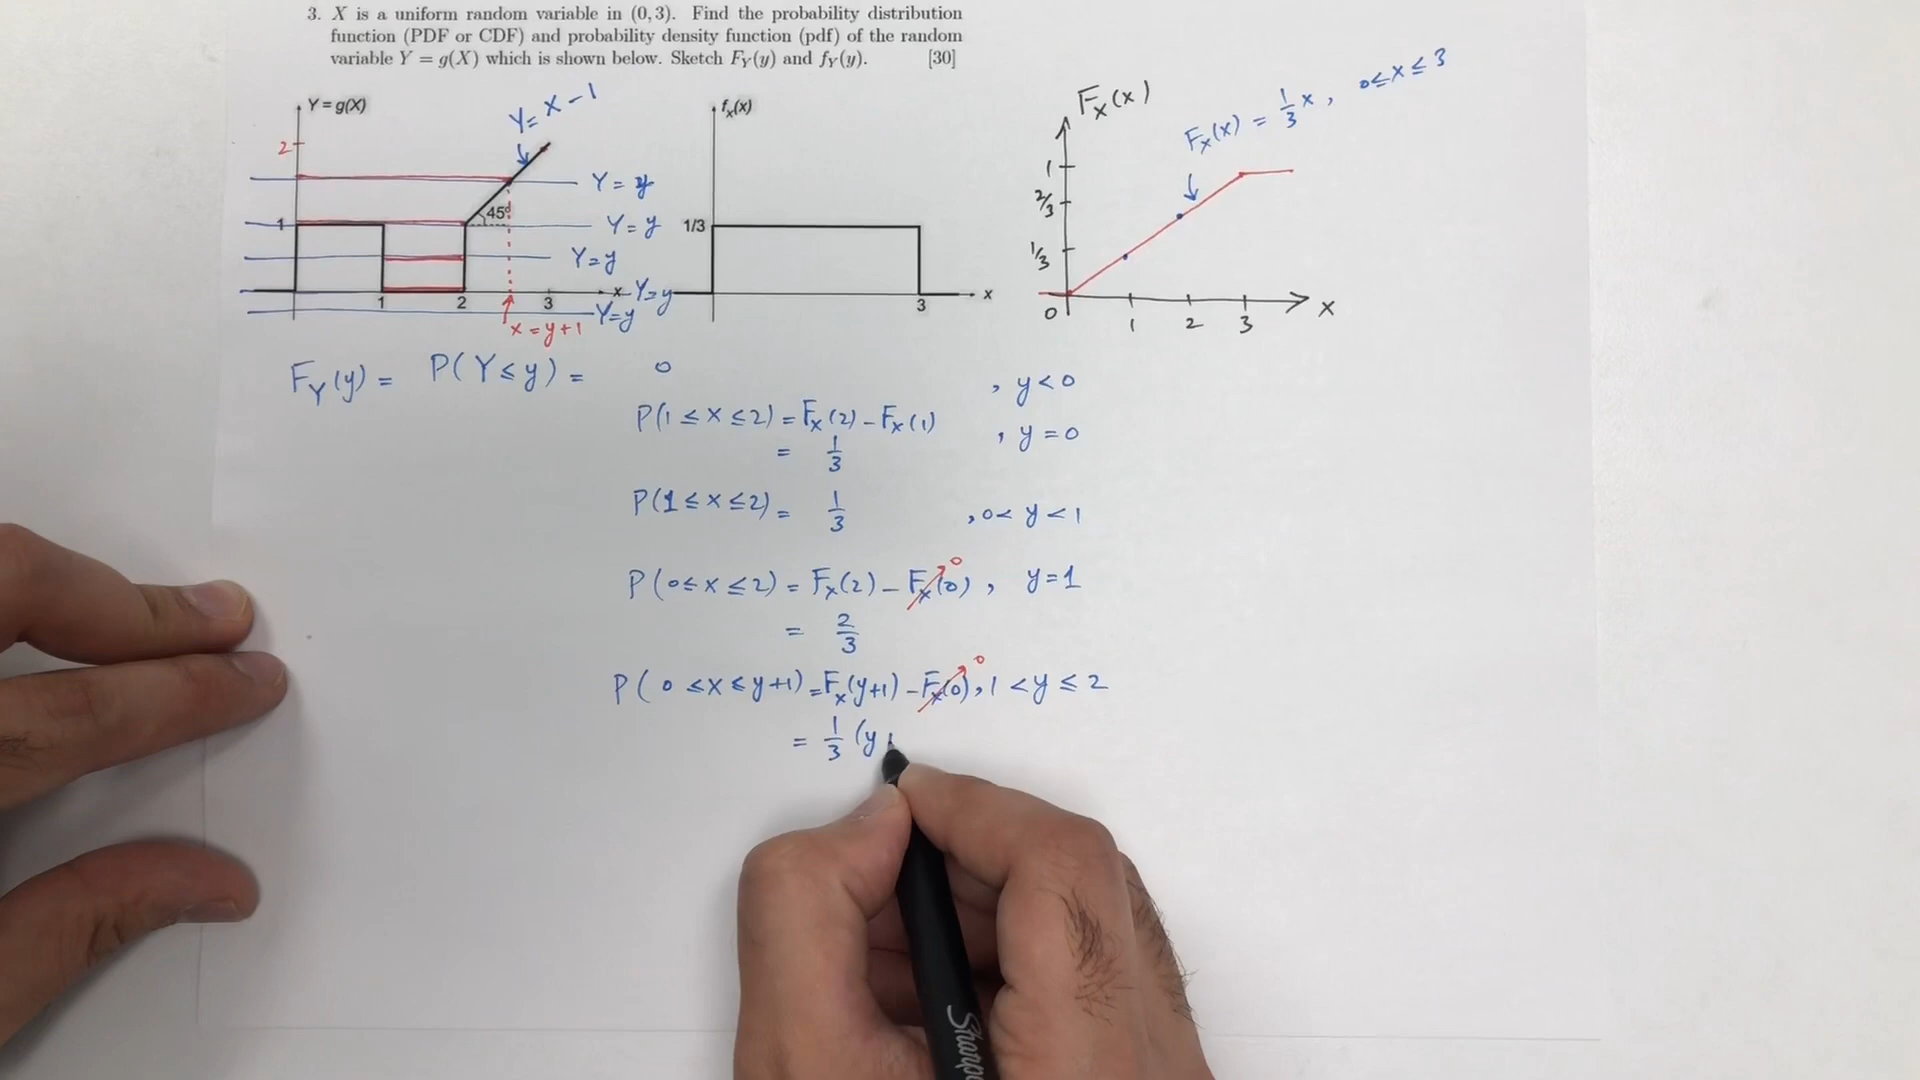 3. X is a uniform random variable in (0, 3). Find the probability distribution
function (PDF or CDF) and probability density function (pdf) of the random
variable Y = g(X) which is shown below. Sketch F_Y(y) and f_Y(y). [30]
Y = g(X)
Y = X - 1
2
1
45°
Y = y
Y = y
Y = y
Y = y
Y = y
1 2 3 x
x = y + 1
f_x(x)
1/3
3 x
F_X(x)
F_X(x) = 1/3 x , 0 ≤ x ≤ 3
1
2/3
1/3
0 1 2 3 x
F_Y(y) = P(Y ≤ y) = 0 , y < 0
P(1 ≤ X ≤ 2) = F_X(2) - F_X(1) , y = 0
= 1/3
P(1 ≤ X ≤ 2) = 1/3 , 0 < y < 1
P(0 ≤ X ≤ 2) = F_X(2) - F_X(0) 0 , y = 1
= 2/3
P(0 ≤ X ≤ y+1) = F_X(y+1) - F_X(0) 0 , 1 < y ≤ 2
= 1/3 (y